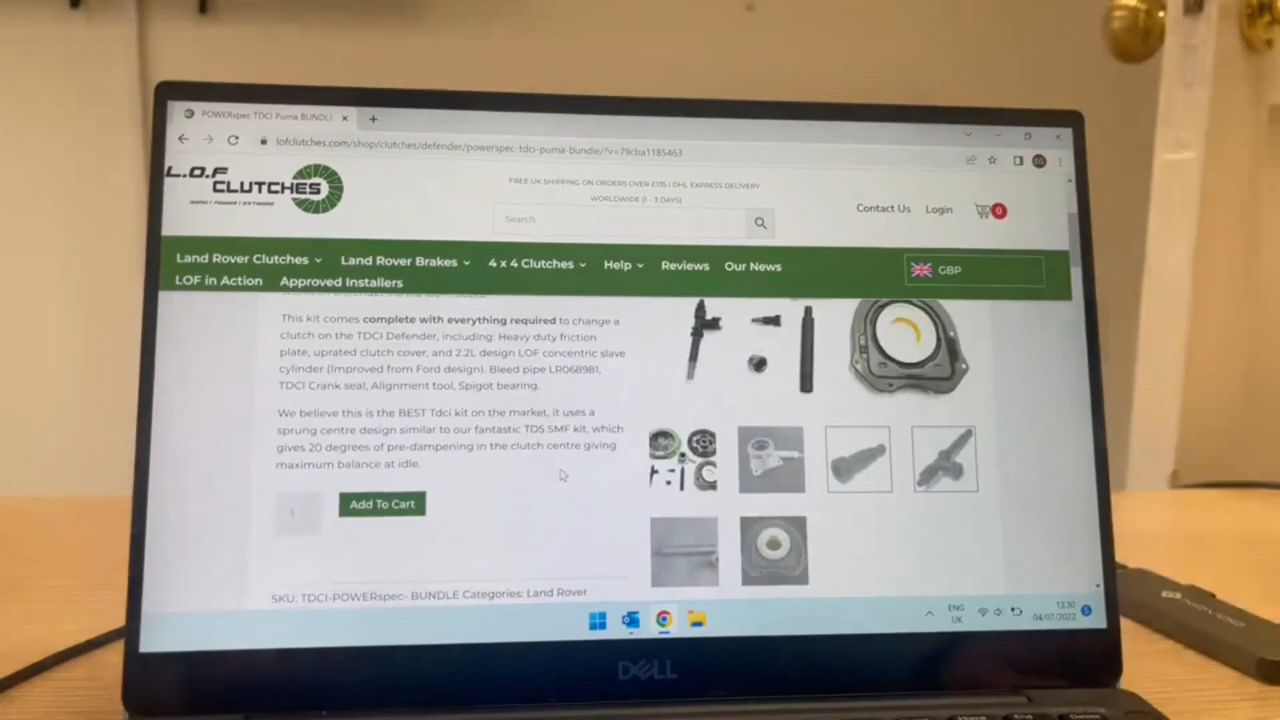 POWERspec TDCi Puma BUNDLE
lofclutches.com/shop/clutches/defender/powerspec-tdci-puma-bundle/?v=79cba1185463
L.O.F
CLUTCHES
FREE UK SHIPPING ON ORDERS OVER £135 | DHL EXPRESS DELIVERY
WORLDWIDE (1 - 3 DAYS)
Search
Contact Us Login 0
Land Rover Clutches Land Rover Brakes 4 x 4 Clutches Help Reviews Our News
GBP
LOF in Action Approved Installers
This kit comes complete with everything required to change a
clutch on the TDCI Defender, including: Heavy duty friction
plate, uprated clutch cover, and 2.2L design LOF concentric slave
cylinder (Improved from Ford design). Bleed pipe LR068981,
TDCI Crank seal, Alignment tool, Spigot bearing.
We believe this is the BEST Tdci kit on the market, it uses a
sprung centre design similar to our fantastic TD5 SMF kit, which
gives 20 degrees of pre-dampening in the clutch centre giving
maximum balance at idle.
1
Add To Cart
SKU: TDCI-POWERspec- BUNDLE Categories: Land Rover
ENG
UK
13:30
04/07/2022
DELL
NOVOO